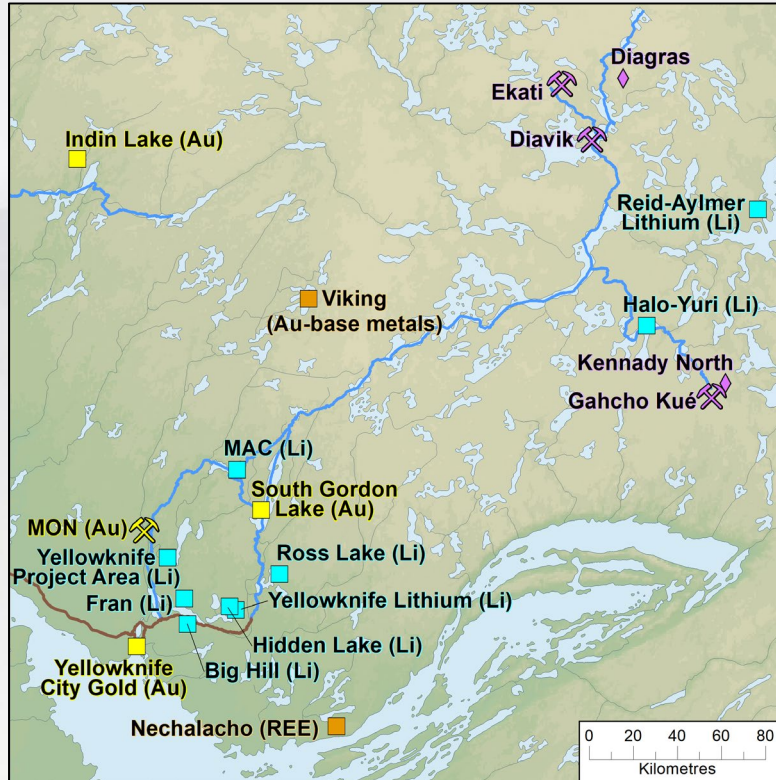 Diagras
Ekati
Diavik
Indin Lake (Au)
Reid-Aylmer
Lithium (Li)
Viking
(Au-base metals)
Halo-Yuri (Li)
Kennady North
Gahcho Kué
MAC (Li)
South Gordon
Lake (Au)
MON (Au)
Yellowknife
Project Area (Li)
Ross Lake (Li)
Fran (Li)
Yellowknife Lithium (Li)
Hidden Lake (Li)
Big Hill (Li)
Yellowknife
City Gold (Au)
Nechalacho (REE)
0 20 40 60 80
Kilometres